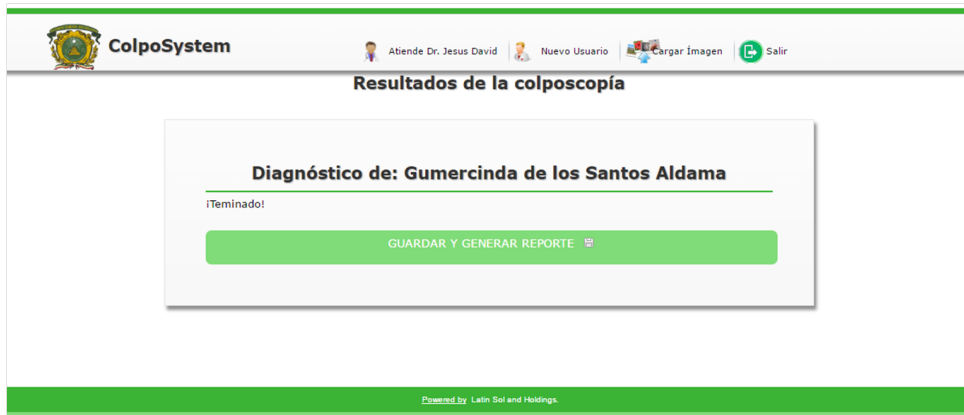 ColpoSystem
Atiende Dr. Jesus David
Nuevo Usuario
Cargar Ímagen
Salir
Resultados de la colposcopía
Diagnóstico de: Gumercinda de los Santos Aldama
¡Teminado!
GUARDAR Y GENERAR REPORTE
Powered by Latin Sol and Holdings.